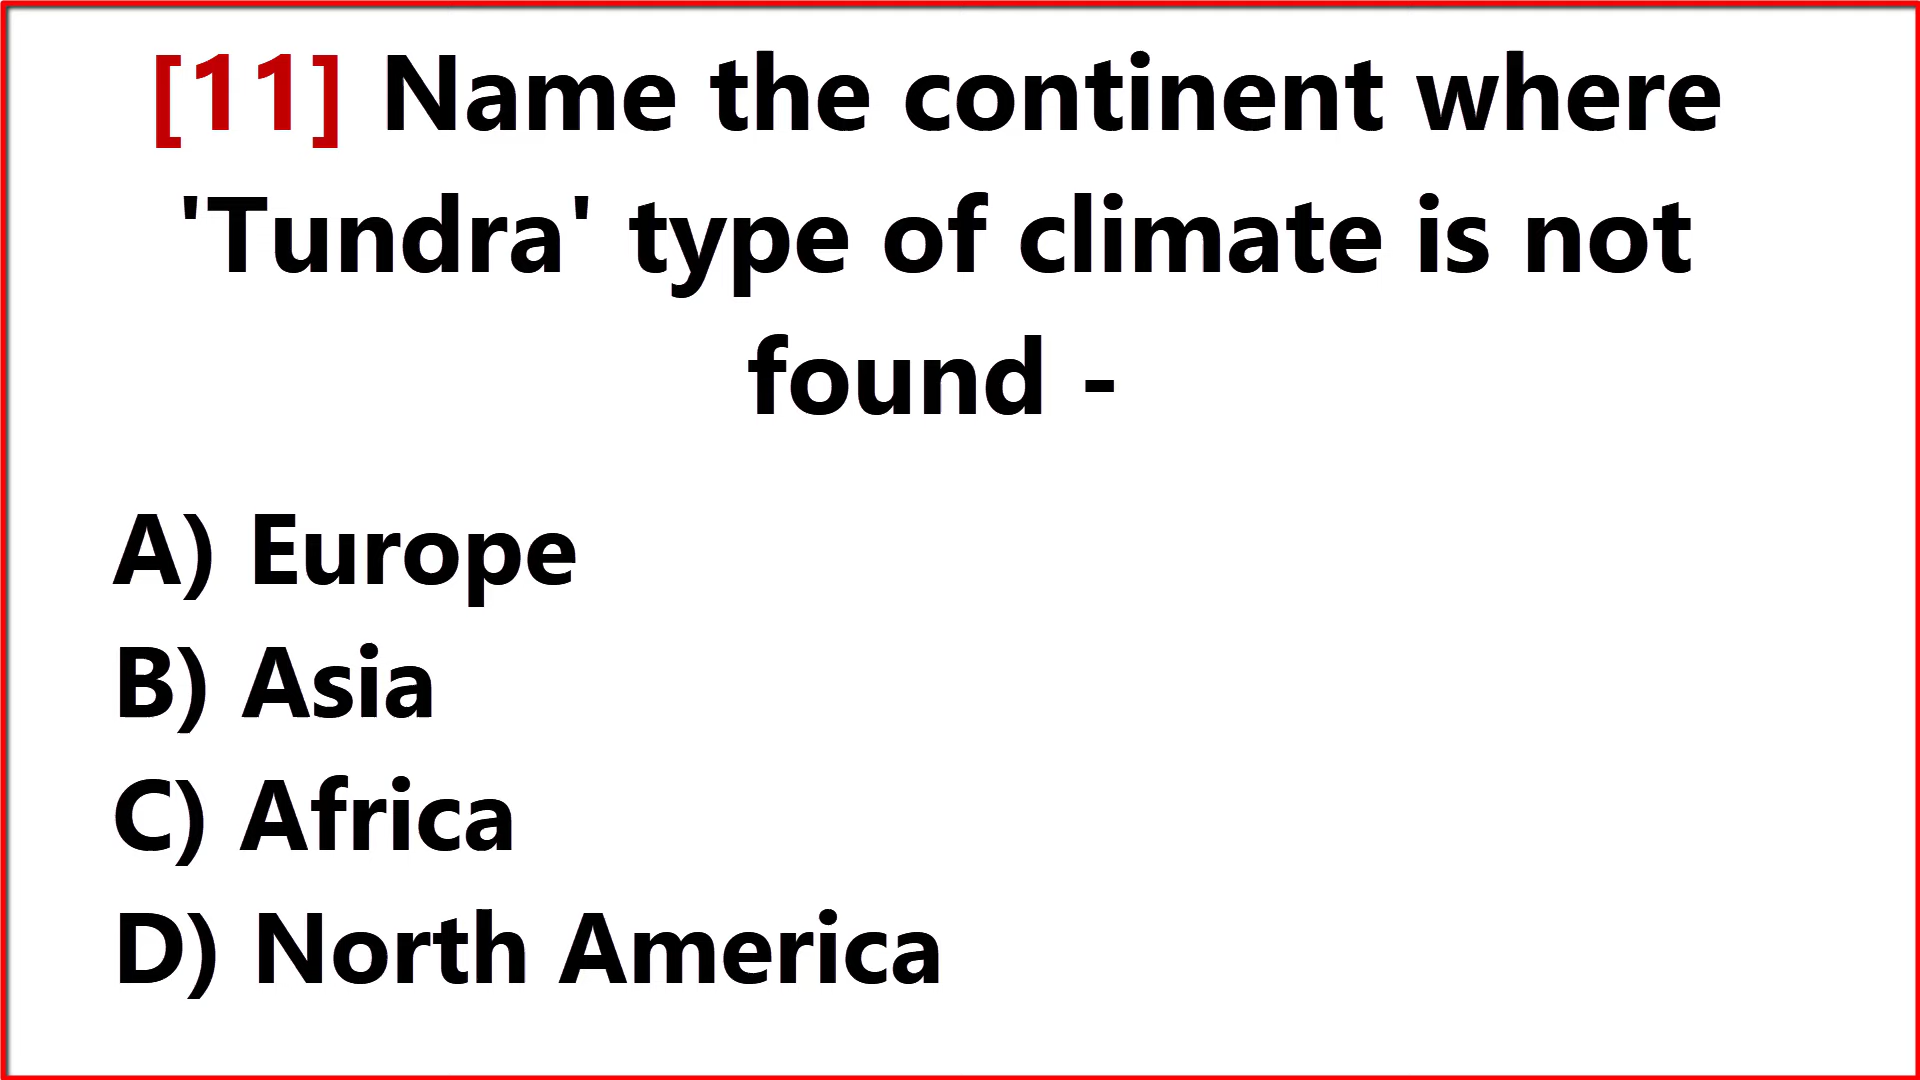 [11] Name the continent where
'Tundra' type of climate is not
found -
A) Europe
B) Asia
C) Africa
D) North America